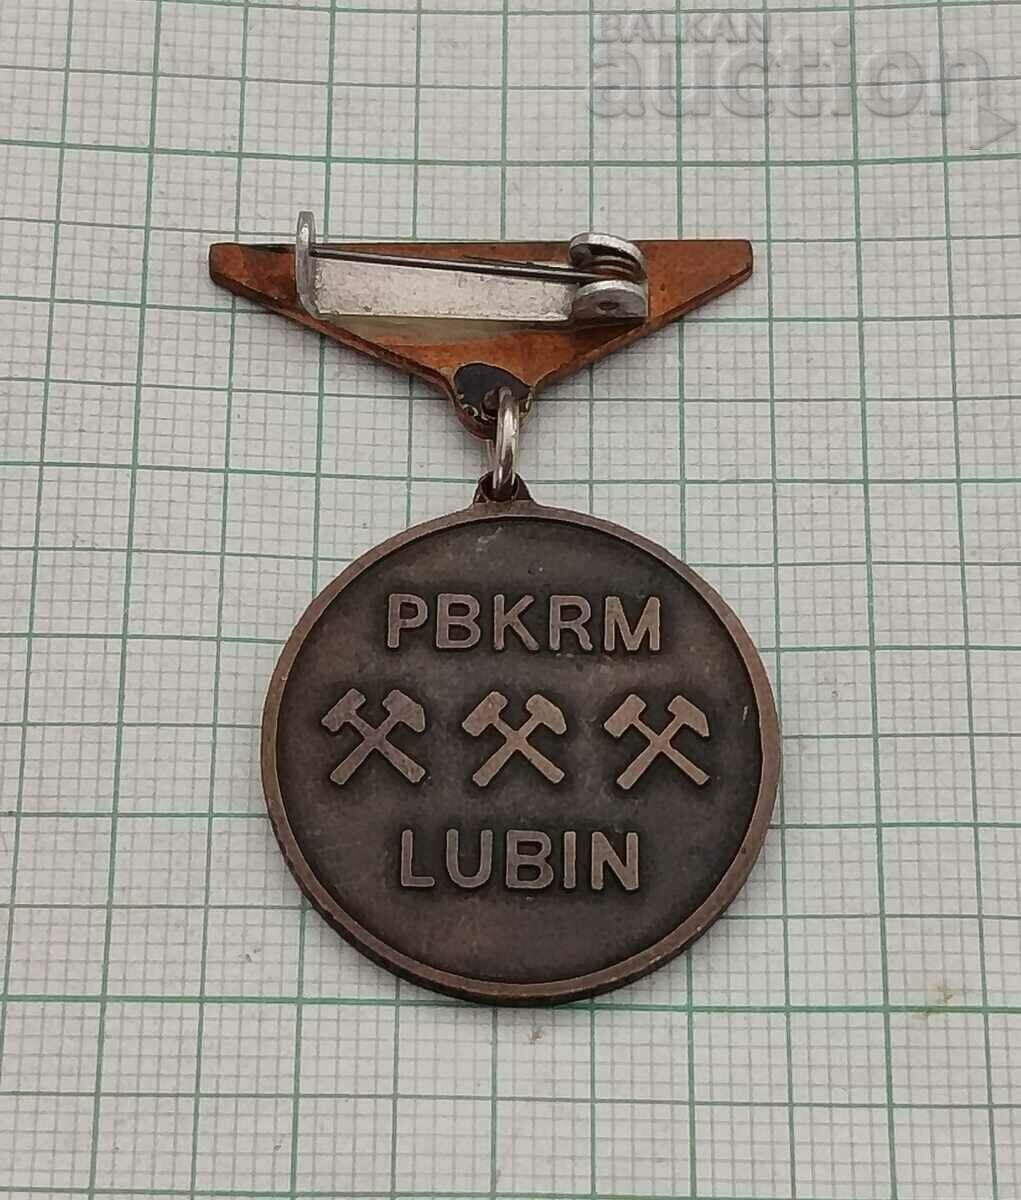 BALKAN
auction
PBKRM
LUBIN